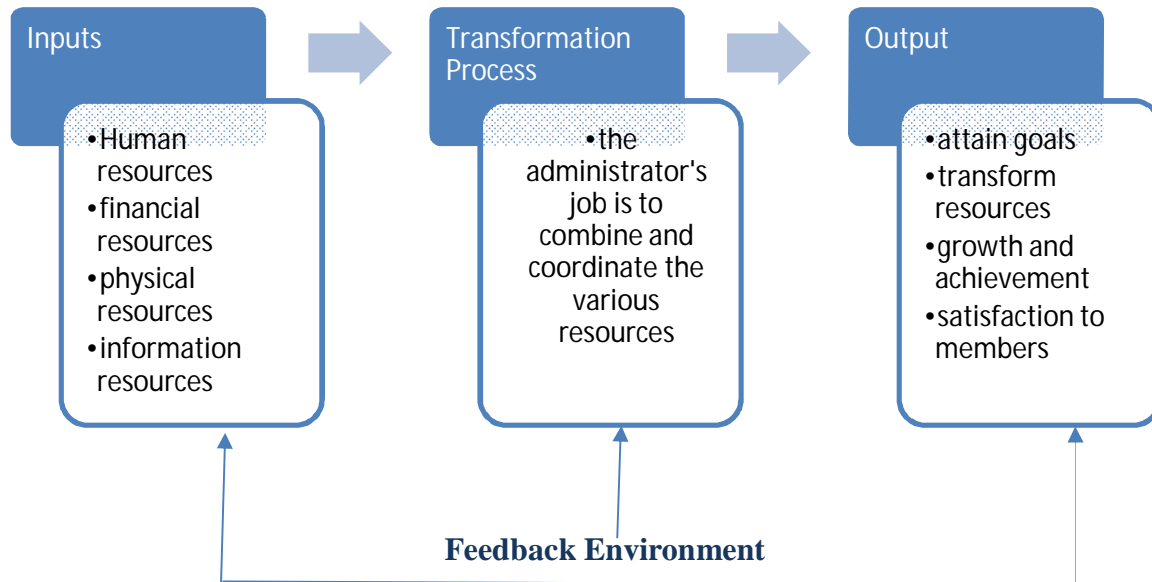 Inputs
•Human
resources
•financial
resources
•physical
resources
•information
resources
Transformation
Process
•the
administrator's
job is to
combine and
coordinate the
various
resources
Output
•attain goals
•transform
resources
•growth and
achievement
•satisfaction to
members
Feedback Environment